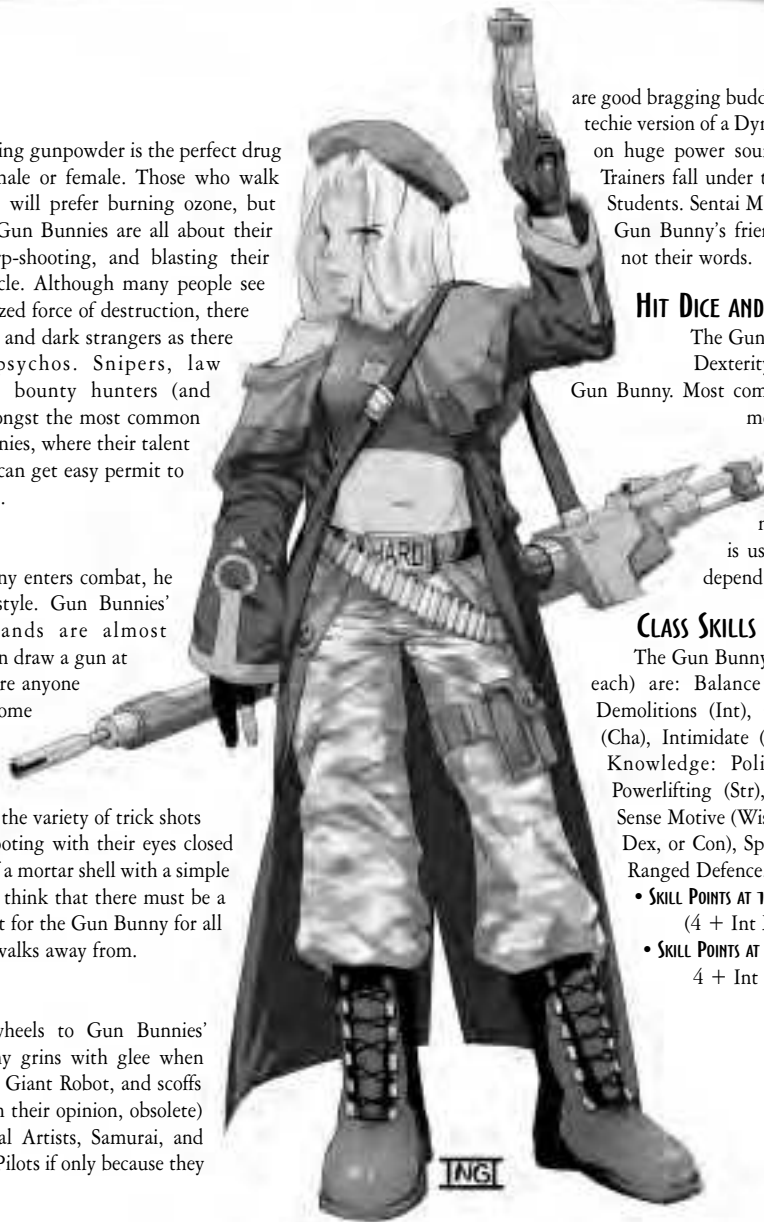 ing gunpowder is the perfect drug
nale or female. Those who walk
will prefer burning ozone, but
Gun Bunnies are all about their
rp-shooting, and blasting their
cle. Although many people see
zed force of destruction, there
and dark strangers as there
psychos. Snipers, law
bounty hunters (and
ongst the most common
nies, where their talent
can get easy permit to
.
ny enters combat, he
style. Gun Bunnies'
ands are almost
n draw a gun at
re anyone
ome
the variety of trick shots
ooting with their eyes closed
f a mortar shell with a simple
think that there must be a
t for the Gun Bunny for all
walks away from.
wheels to Gun Bunnies'
ny grins with glee when
Giant Robot, and scoffs
n their opinion, obsolete)
al Artists, Samurai, and
Pilots if only because they
are good bragging budd
techie version of a Dyn
on huge power sour
Trainers fall under t
Students. Sentai M
Gun Bunny's frien
not their words.
HIT DICE AND
The Gun
Dexterity
Gun Bunny. Most com
mo
is us
depend
CLASS SKILLS
The Gun Bunny
each) are: Balance
Demolitions (Int),
(Cha), Intimidate (
Knowledge: Poli
Powerlifting (Str),
Sense Motive (Wis
Dex, or Con), Sp
Ranged Defence
• SKILL POINTS AT
(4 + Int
• SKILL POINTS AT
4 + Int
HARD
NG